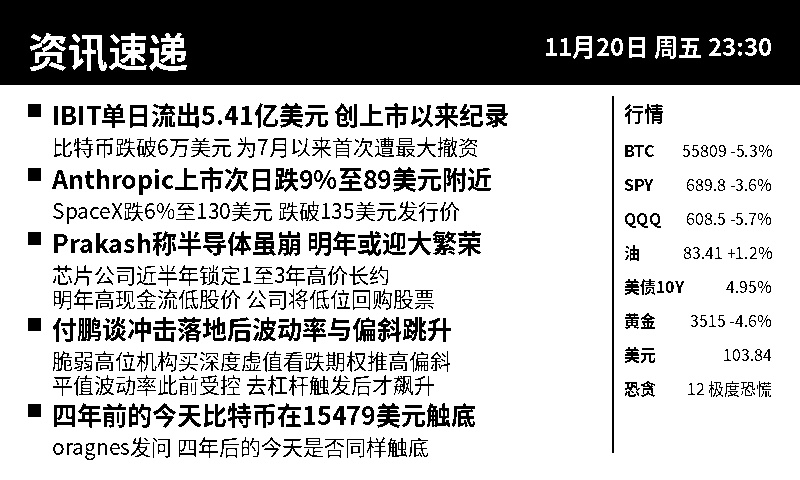 资讯速递
11月20日 周五 23:30
IBIT单日流出5.41亿美元 创上市以来纪录
比特币跌破6万美元 为7月以来首次遭最大撤资
Anthropic上市次日跌9%至89美元附近
SpaceX跌6%至130美元 跌破135美元发行价
Prakash称半导体虽崩 明年或迎大繁荣
芯片公司近半年锁定1至3年高价长约
明年高现金流低股价 公司将低位回购股票
付鹏谈冲击落地后波动率与偏斜跳升
脆弱高位机构买深度虚值看跌期权推高偏斜
平值波动率此前受控 去杠杆触发后才飙升
四年前的今天比特币在15479美元触底
oragnes发问 四年后的今天是否同样触底
行情
BTC 55809 -5.3%
SPY 689.8 -3.6%
QQQ 608.5 -5.7%
油 83.41 +1.2%
美债10Y 4.95%
黄金 3515 -4.6%
美元 103.84
恐贪 12 极度恐慌